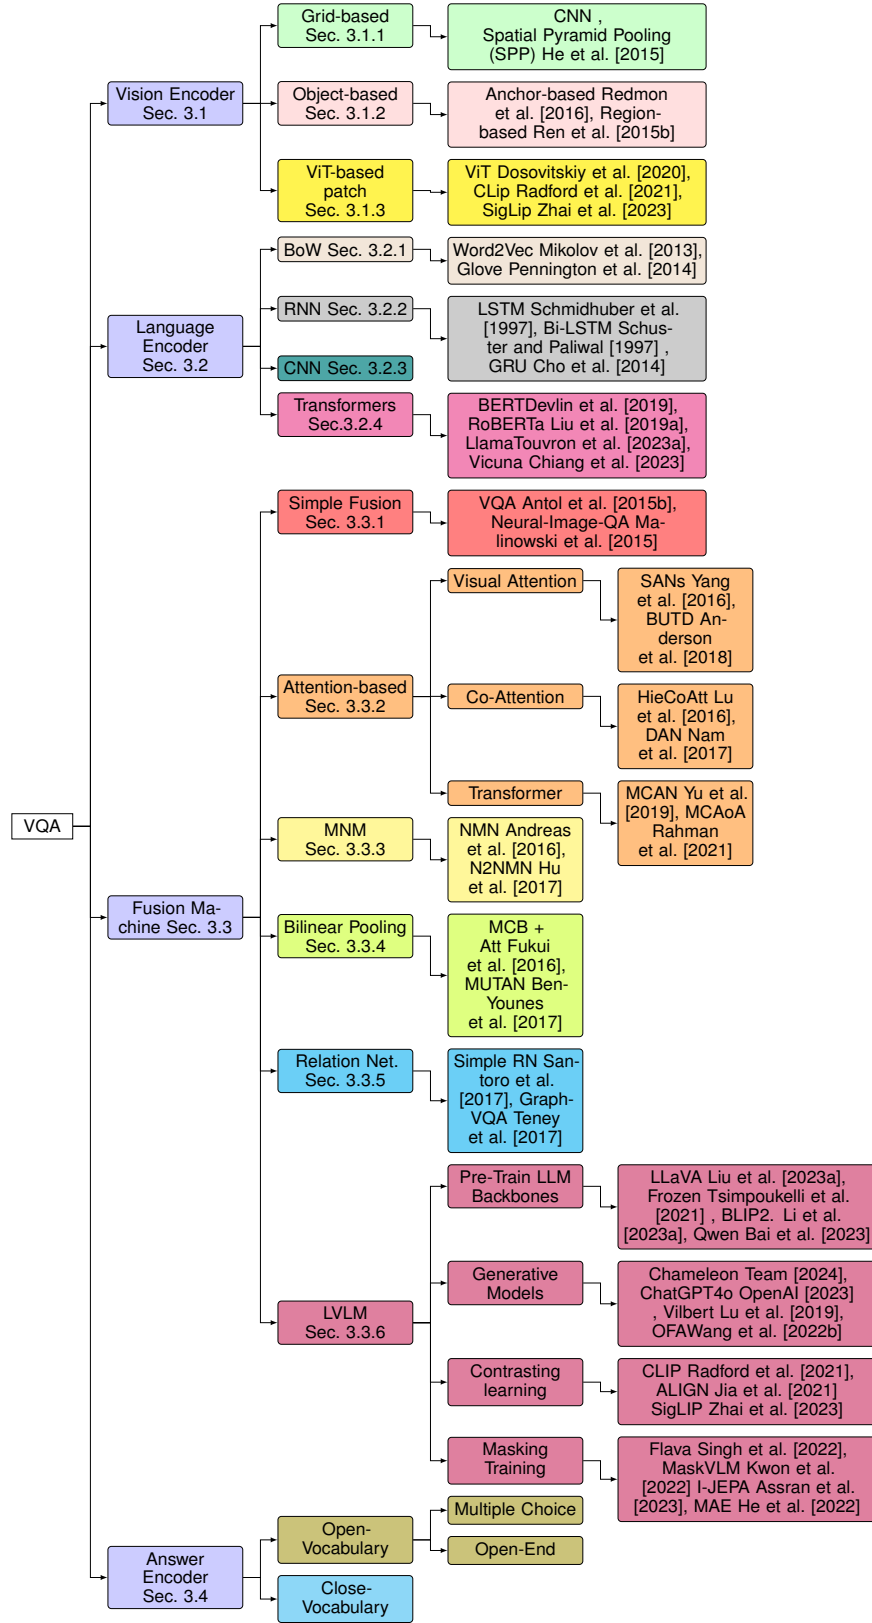 VQA
Vision Encoder
Sec. 3.1
Grid-based
Sec. 3.1.1
CNN ,
Spatial Pyramid Pooling
(SPP) He et al. [2015]
Object-based
Sec. 3.1.2
Anchor-based Redmon
et al. [2016], Region-
based Ren et al. [2015b]
ViT-based
patch
Sec. 3.1.3
ViT Dosovitskiy et al. [2020],
CLip Radford et al. [2021],
SigLip Zhai et al. [2023]
Language
Encoder
Sec. 3.2
BoW Sec. 3.2.1
Word2Vec Mikolov et al. [2013],
Glove Pennington et al. [2014]
RNN Sec. 3.2.2
LSTM Schmidhuber et al.
[1997], Bi-LSTM Schus-
ter and Paliwal [1997] ,
GRU Cho et al. [2014]
CNN Sec. 3.2.3
Transformers
Sec.3.2.4
BERTDevlin et al. [2019],
RoBERTa Liu et al. [2019a],
LlamaTouvron et al. [2023a],
Vicuna Chiang et al. [2023]
Fusion Ma-
chine Sec. 3.3
Simple Fusion
Sec. 3.3.1
VQA Antol et al. [2015b],
Neural-Image-QA Ma-
linowski et al. [2015]
Attention-based
Sec. 3.3.2
Visual Attention
SANs Yang
et al. [2016],
BUTD An-
derson
et al. [2018]
Co-Attention
HieCoAtt Lu
et al. [2016],
DAN Nam
et al. [2017]
Transformer
MCAN Yu et al.
[2019], MCAoA
Rahman
et al. [2021]
MNM
Sec. 3.3.3
NMN Andreas
et al. [2016],
N2NMN Hu
et al. [2017]
Bilinear Pooling
Sec. 3.3.4
MCB +
Att Fukui
et al. [2016],
MUTAN Ben-
Younes
et al. [2017]
Relation Net.
Sec. 3.3.5
Simple RN San-
toro et al.
[2017], Graph-
VQA Teney
et al. [2017]
LVLM
Sec. 3.3.6
Pre-Train LLM
Backbones
LLaVA Liu et al. [2023a],
Frozen Tsimpoukelli et al.
[2021] , BLIP2. Li et al.
[2023a], Qwen Bai et al. [2023]
Generative
Models
Chameleon Team [2024],
ChatGPT4o OpenAI [2023]
, Vilbert Lu et al. [2019],
OFAWang et al. [2022b]
Contrasting
learning
CLIP Radford et al. [2021],
ALIGN Jia et al. [2021]
SigLIP Zhai et al. [2023]
Masking
Training
Flava Singh et al. [2022],
MaskVLM Kwon et al.
[2022] I-JEPA Assran et al.
[2023], MAE He et al. [2022]
Answer
Encoder
Sec. 3.4
Open-
Vocabulary
Multiple Choice
Open-End
Close-
Vocabulary